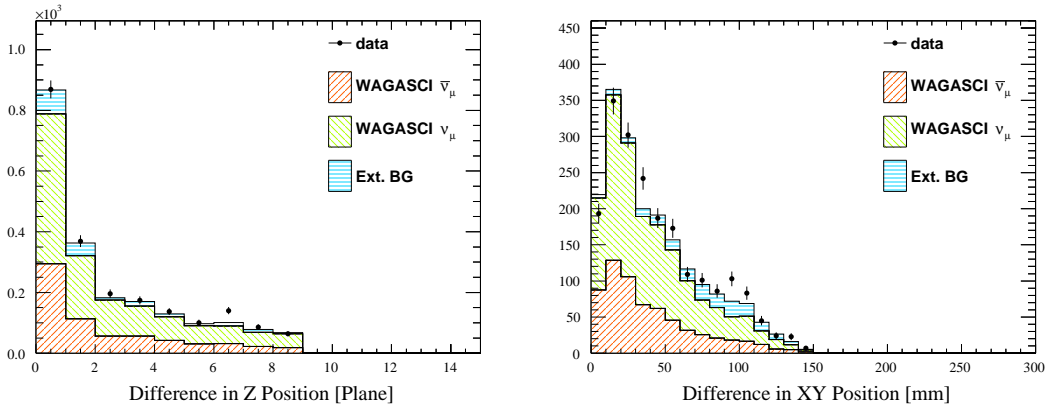 ×10³
1.0
0.8
0.6
0.4
0.2
0.0
0 2 4 6 8 10 12 14
Difference in Z Position [Plane]
data
WAGASCI ν̅μ
WAGASCI νμ
Ext. BG
450
400
350
300
250
200
150
100
50
0
0 50 100 150 200 250 300
Difference in XY Position [mm]
data
WAGASCI ν̅μ
WAGASCI νμ
Ext. BG